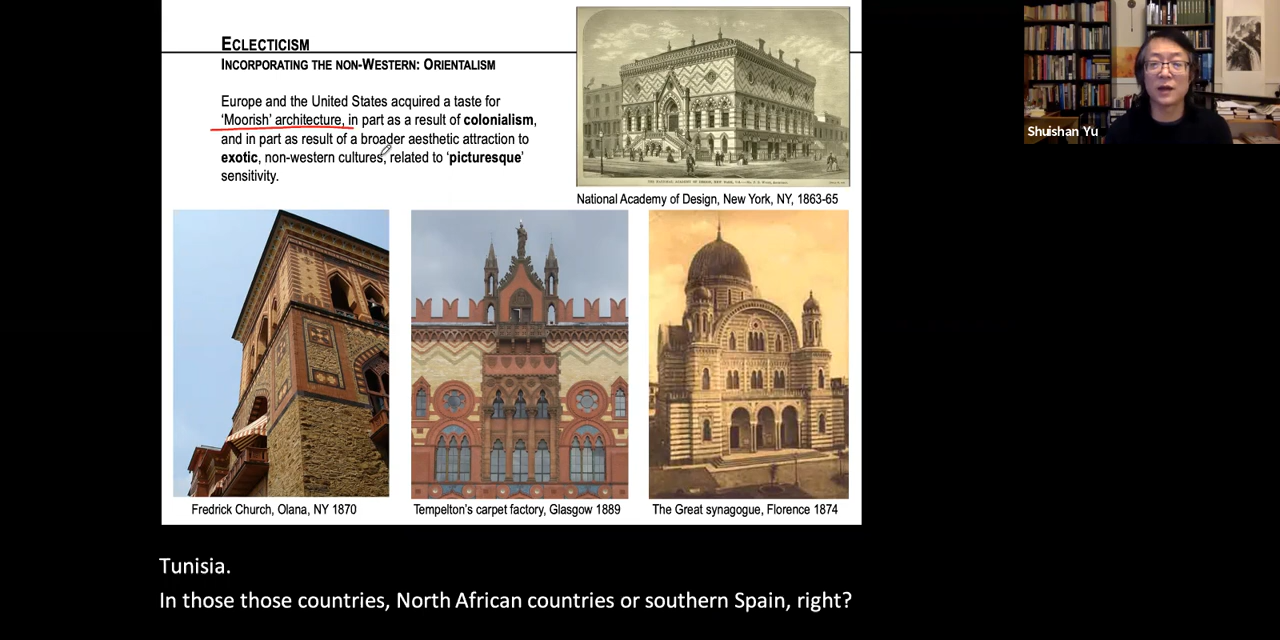 ECLECTICISM
INCORPORATING THE NON-WESTERN: ORIENTALISM
Europe and the United States acquired a taste for
‘Moorish’ architecture, in part as a result of colonialism,
and in part as result of a broader aesthetic attraction to
exotic, non-western cultures, related to ‘picturesque’
sensitivity.
National Academy of Design, New York, NY, 1863-65
Fredrick Church, Olana, NY 1870
Tempelton’s carpet factory, Glasgow 1889
The Great synagogue, Florence 1874
Shuishan Yu
Tunisia.
In those those countries, North African countries or southern Spain, right?